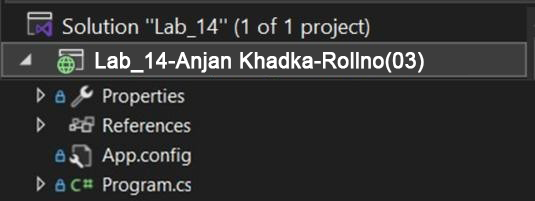 Solution "Lab_14" (1 of 1 project)
Lab_14-Anjan Khadka-Rollno(03)
Properties
References
App.config
C# Program.cs